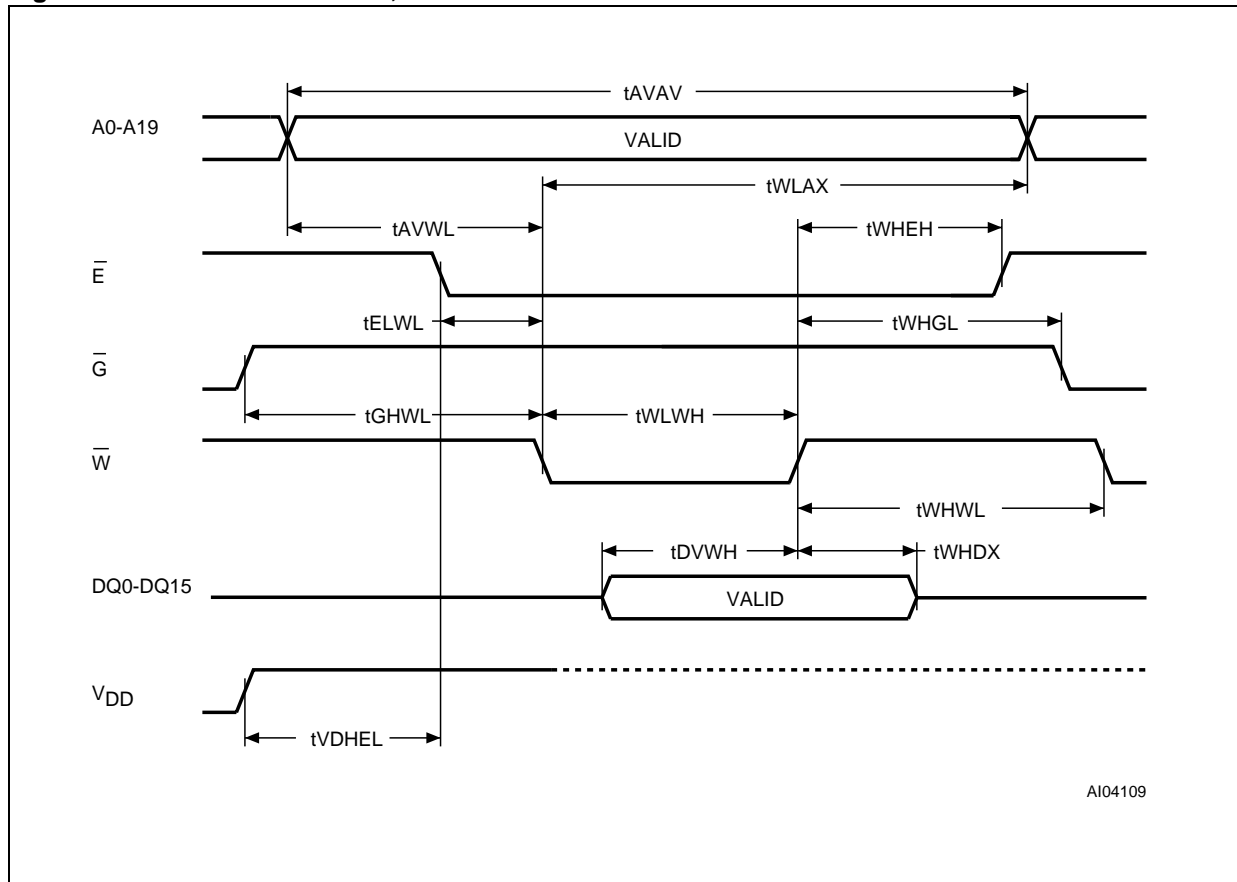 tAVAV
A0-A19
VALID
tWLAX
tAVWL
tWHEH
E
tELWL
tWHGL
G
tGHWL
tWLWH
W
tWHWL
tDVWH
tWHDX
DQ0-DQ15
VALID
VDD
tVDHEL
AI04109